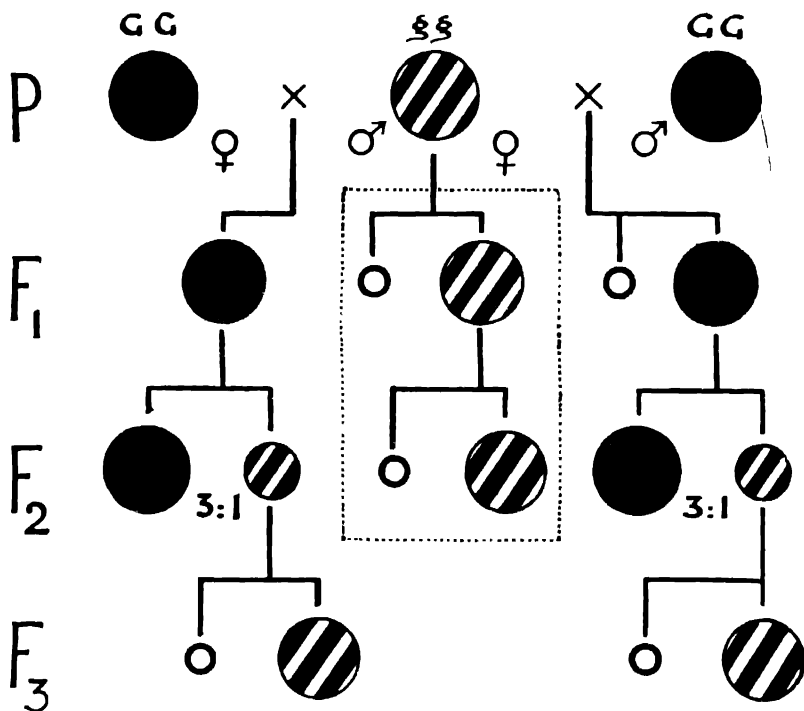 GG gg GG
P × ♂ ♀ × ♂
♀
F₁
F₂ 3:1 3:1
F₃